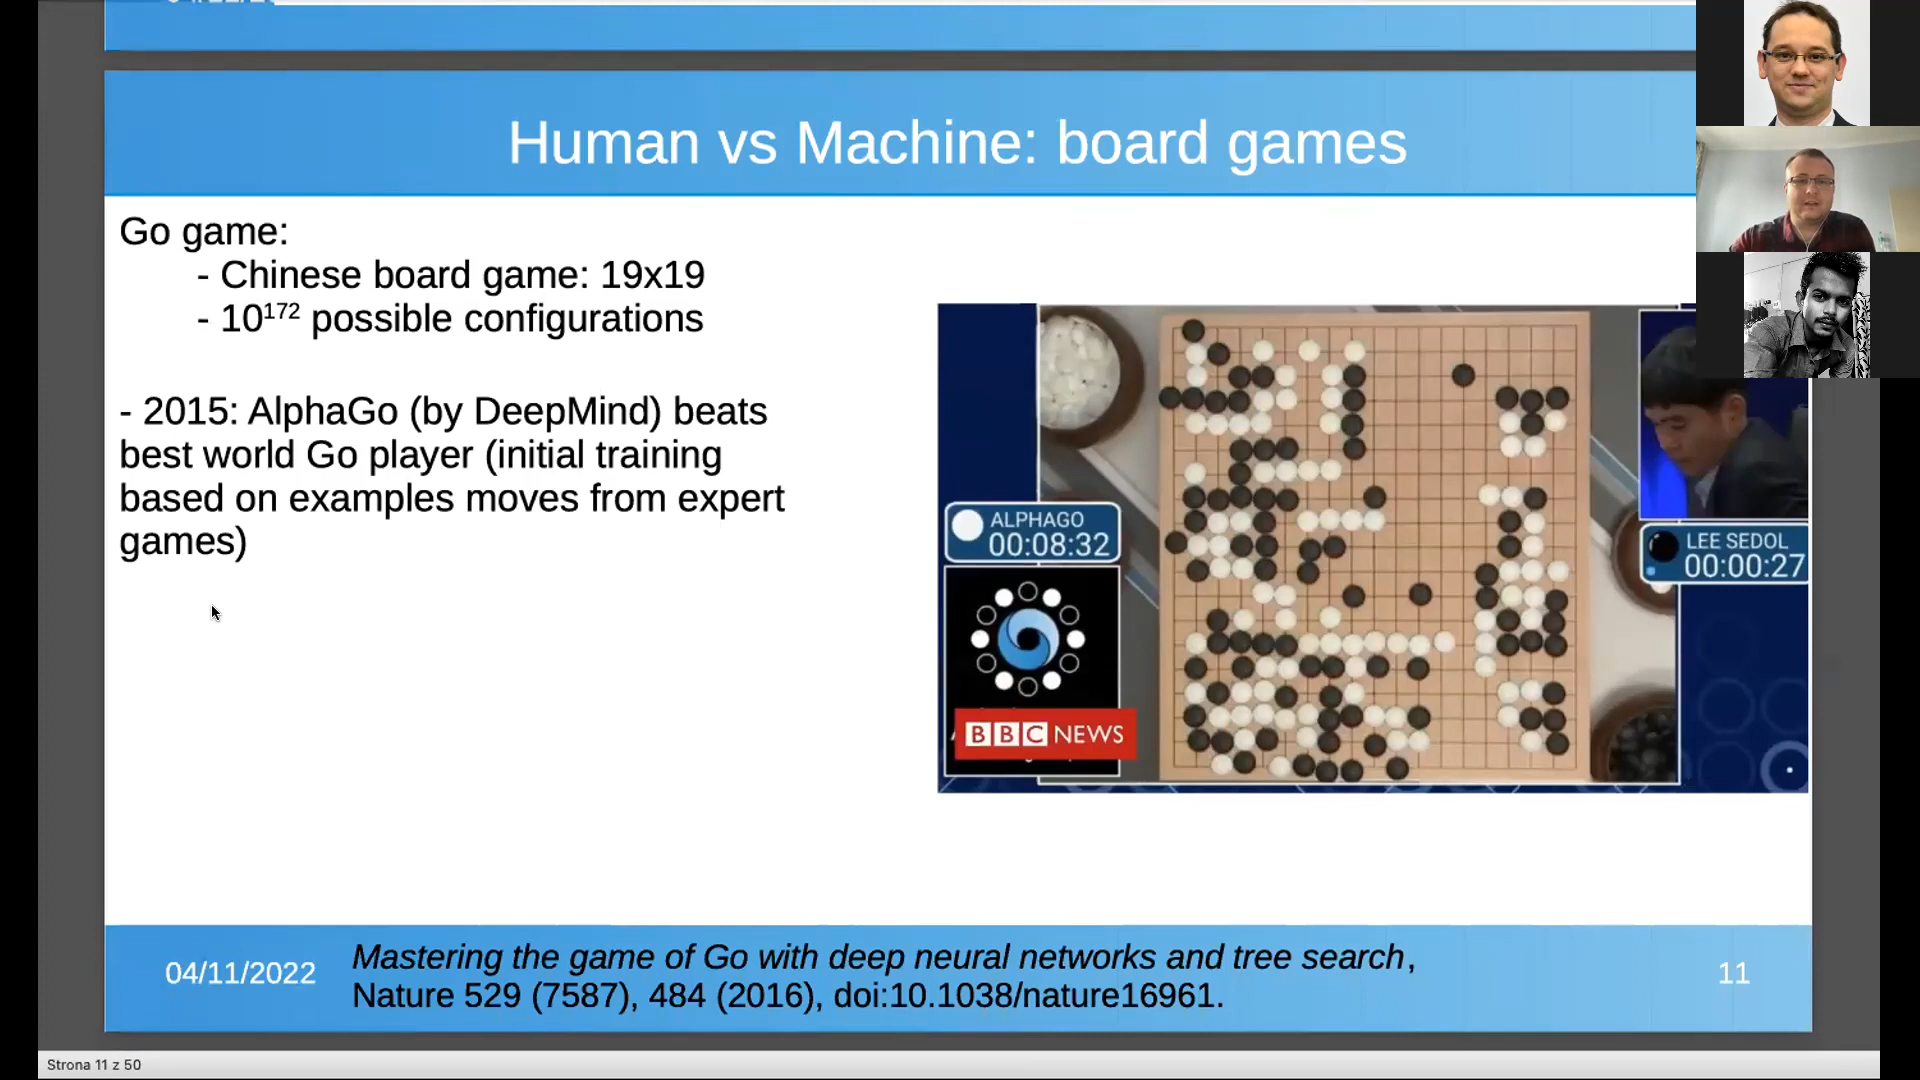 Human vs Machine: board games
Go game:
- Chinese board game: 19x19
- 10¹⁷² possible configurations
- 2015: AlphaGo (by DeepMind) beats
best world Go player (initial training
based on examples moves from expert
games)
ALPHAGO
00:08:32
LEE SEDOL
00:00:27
BBC NEWS
04/11/2022
Mastering the game of Go with deep neural networks and tree search,
Nature 529 (7587), 484 (2016), doi:10.1038/nature16961.
11
Strona 11 z 50